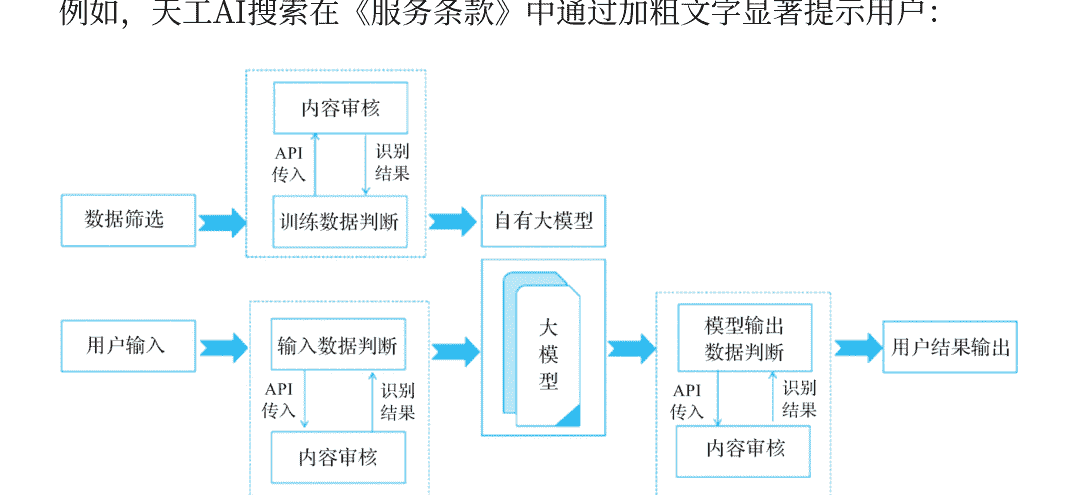 例如，天工AI搜索在《服务条款》中通过加粗文字显著提示用户：
内容审核
API
传入
识别
结果
数据筛选
训练数据判断
自有大模型
用户输入
输入数据判断
API
传入
识别
结果
内容审核
大
模
型
模型输出
数据判断
API
传入
识别
结果
内容审核
用户结果输出